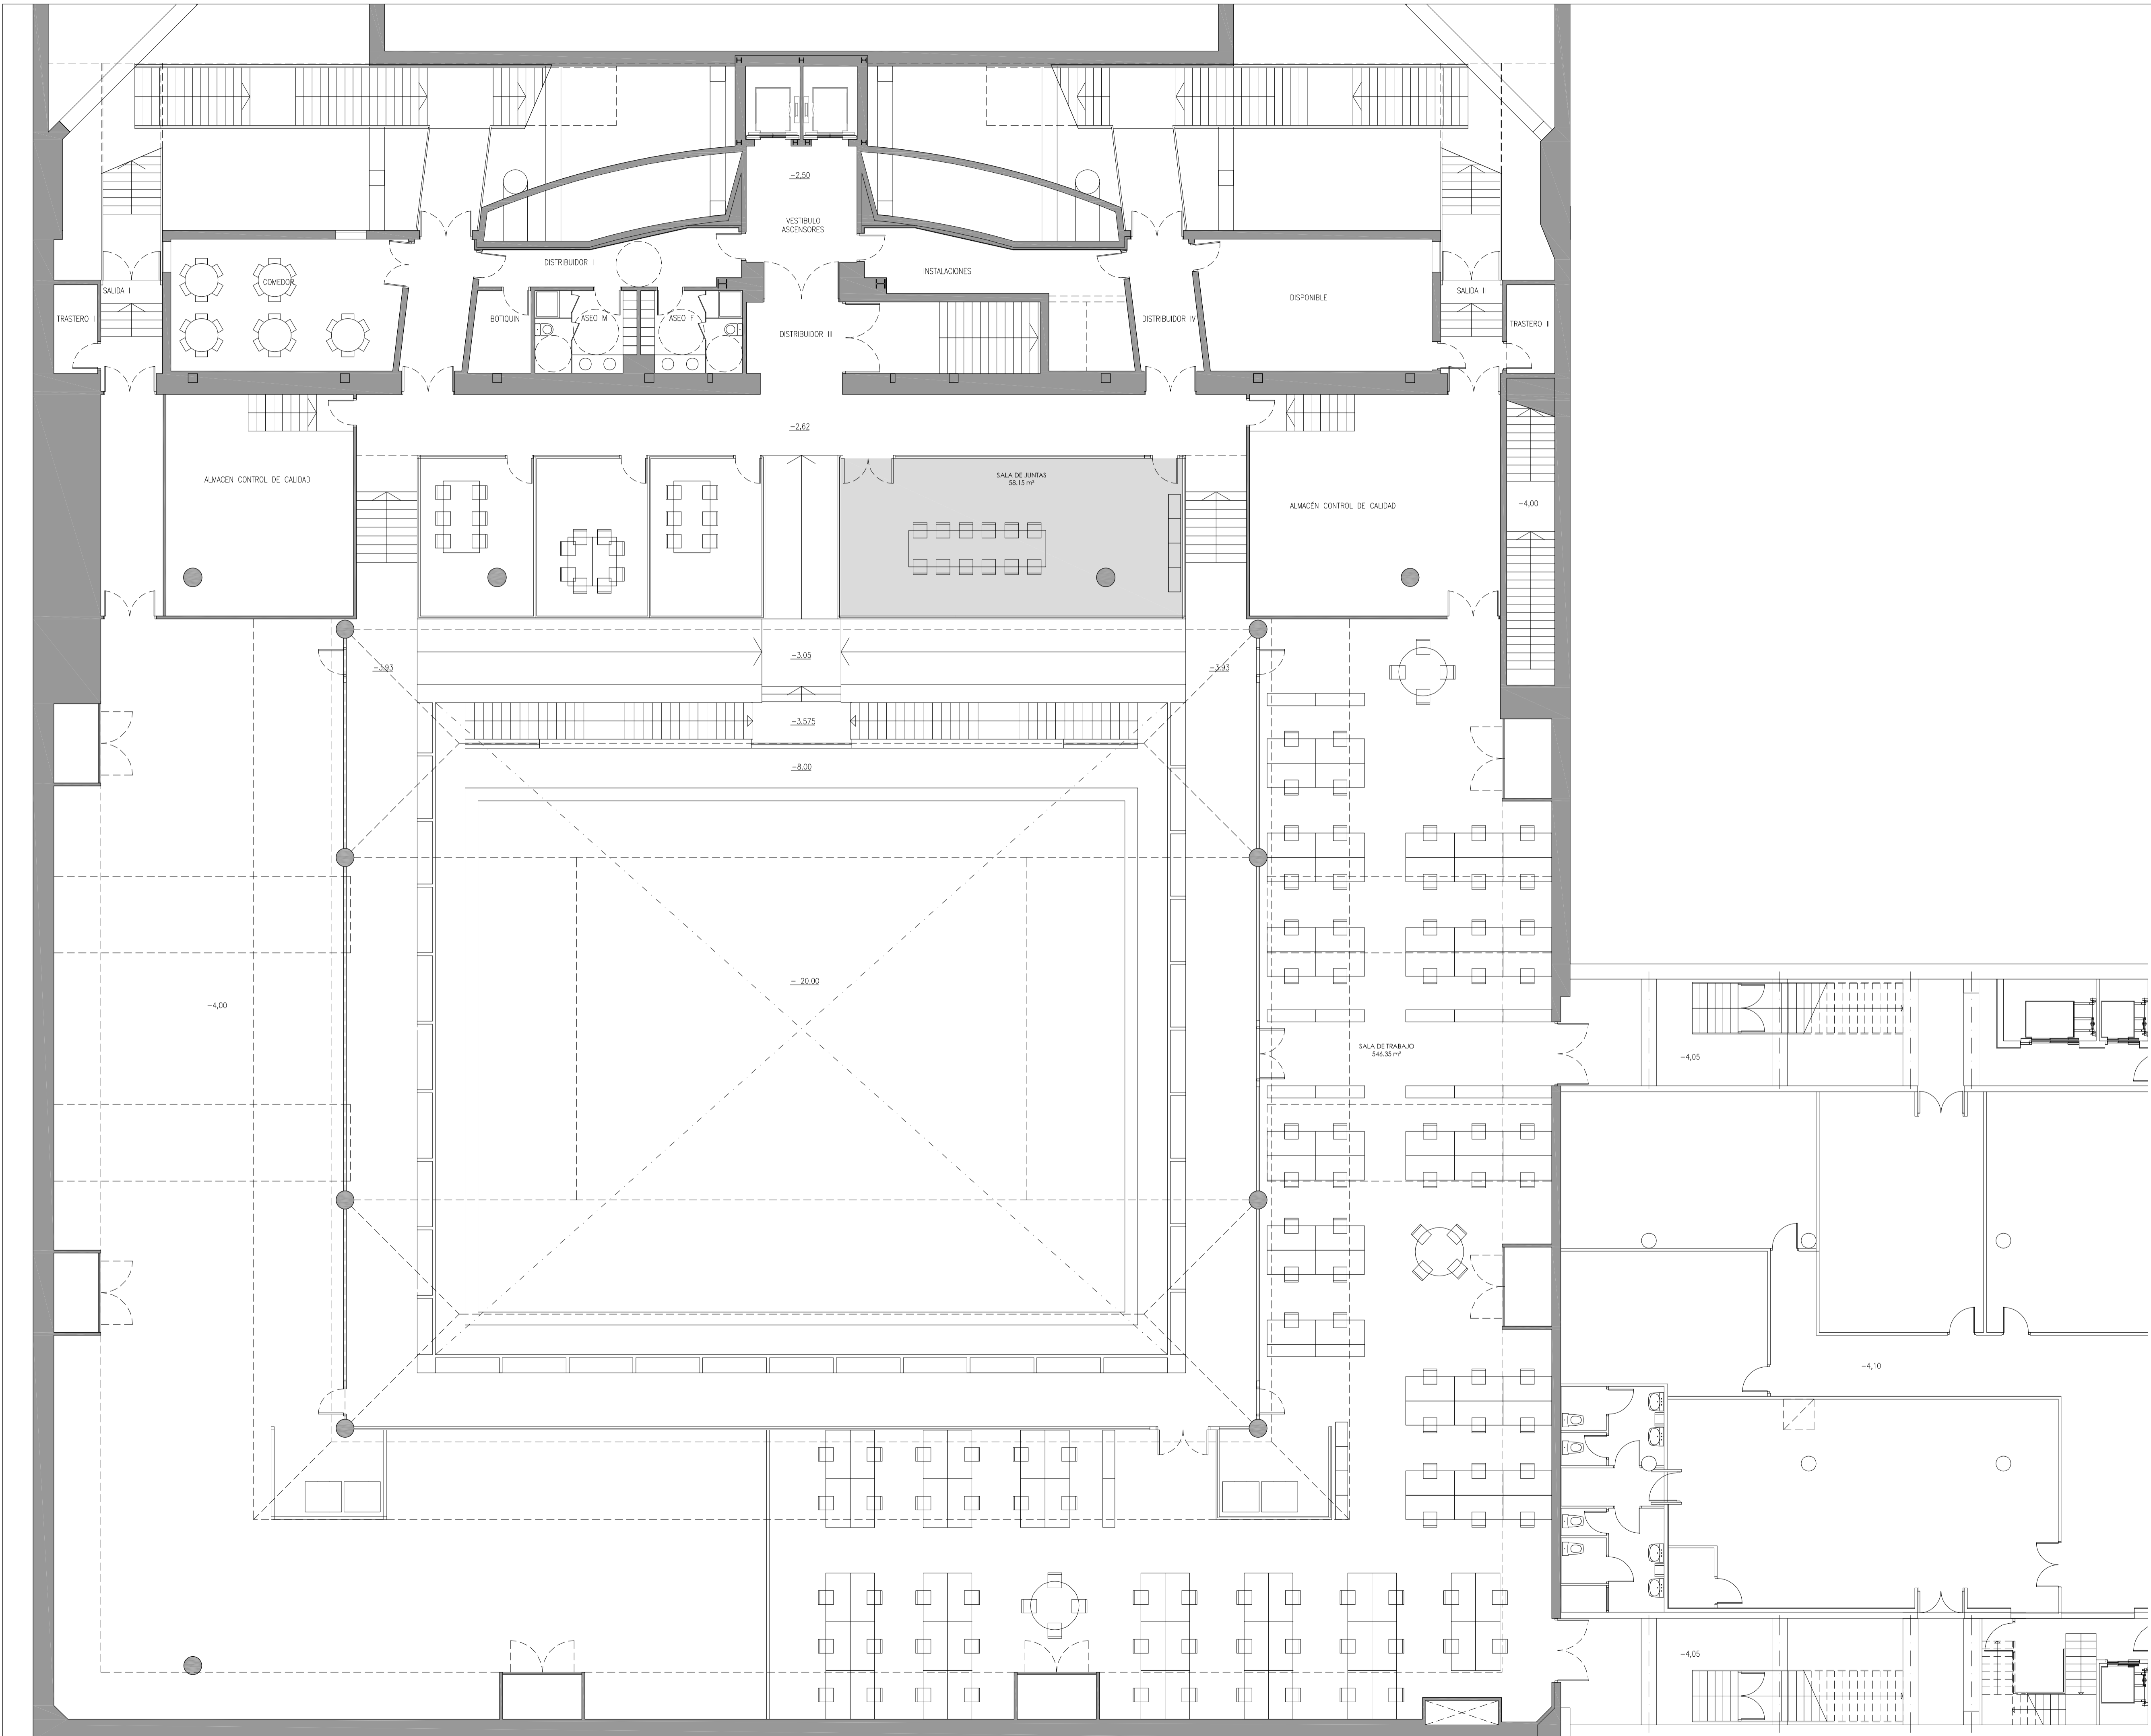 -2,50
VESTIBULO
ASCENSORES
DISTRIBUIDOR I
INSTALACIONES
COMEDOR
SALIDA I
SALIDA II
DISPONIBLE
TRASTERO I
BOTIQUIN
ASEO M
ASEO F
DISTRIBUIDOR III
DISTRIBUIDOR IV
TRASTERO II
-2,62
ALMACEN CONTROL DE CALIDAD
SALA DE JUNTAS
58.15 m²
ALMACÉN CONTROL DE CALIDAD
-4,00
-3,93
-3,05
-3,93
-3,575
-8,00
- 20,00
-4,00
SALA DE TRABAJO
546.35 m²
-4,05
-4,10
-4,05